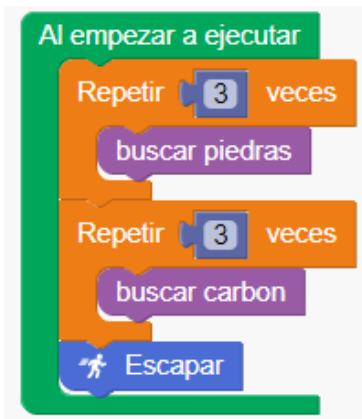 Al empezar a ejecutar
Repetir 3 veces
buscar piedras
Repetir 3 veces
buscar carbon
Escapar